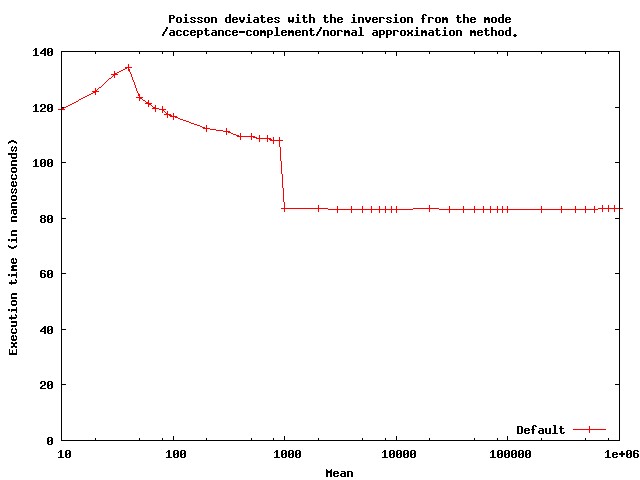 Poisson deviates with the inversion from the mode
/acceptance-complement/normal approximation method.
140
120
100
80
60
40
20
0
Execution time (in nanoseconds)
Default
10 100 1000 10000 100000 1e+06
Mean